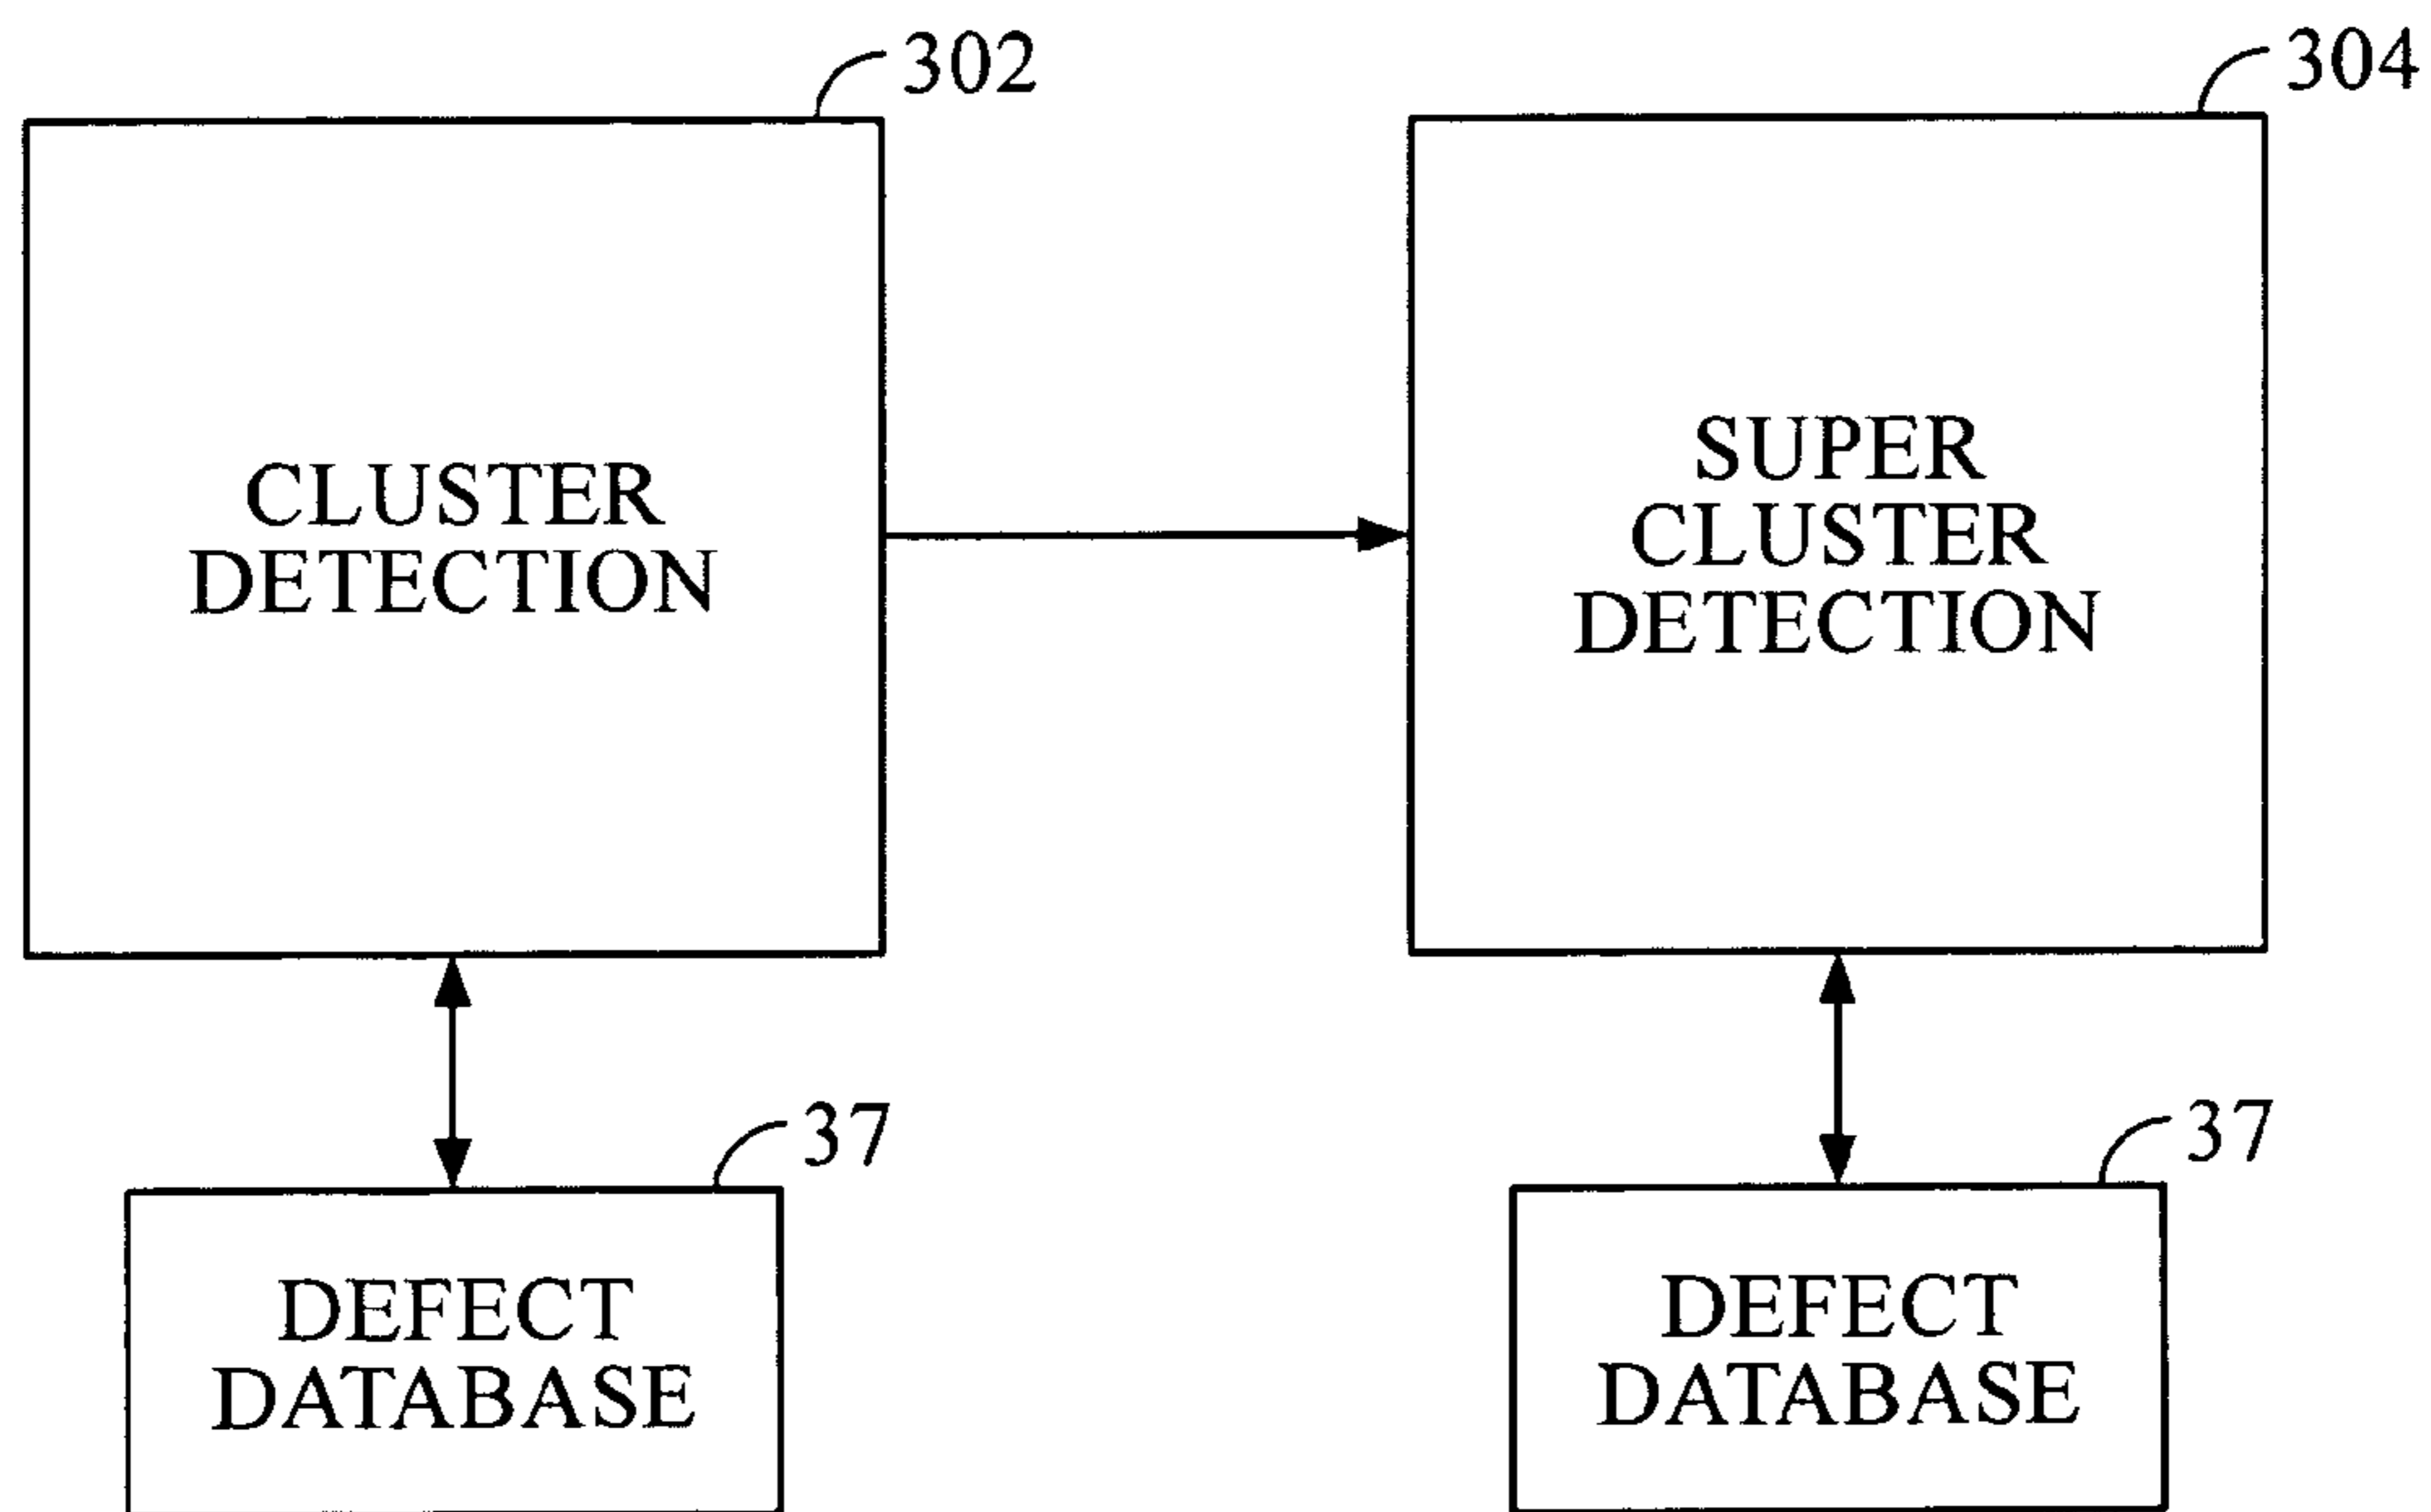 302
304
CLUSTER
DETECTION
SUPER
CLUSTER
DETECTION
37
37
DEFECT
DATABASE
DEFECT
DATABASE